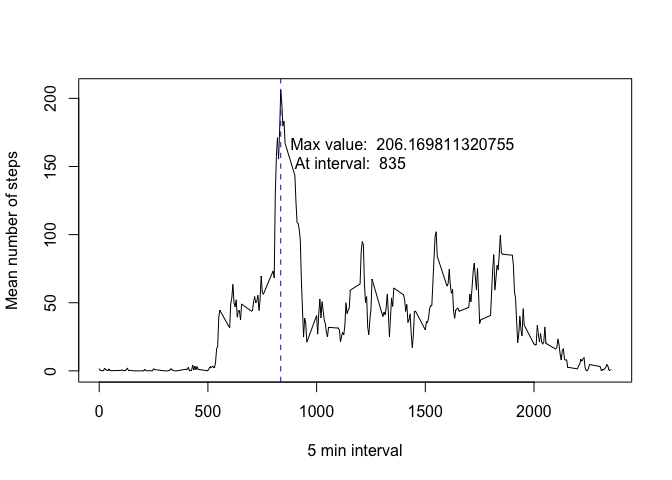 200
150
100
50
0
Mean number of steps
Max value:  206.169811320755
At interval:  835
0 500 1000 1500 2000
5 min interval